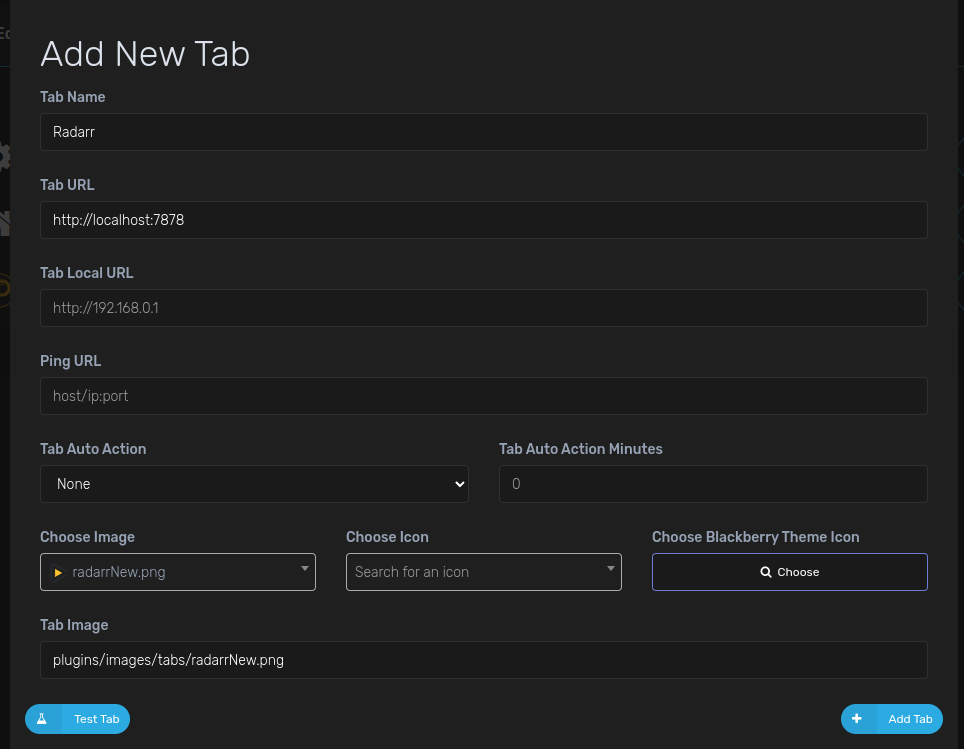 Add New Tab
Tab Name
Radarr
Tab URL
http://localhost:7878
Tab Local URL
http://192.168.0.1
Ping URL
host/ip:port
Tab Auto Action
Tab Auto Action Minutes
None
0
Choose Image
Choose Icon
Choose Blackberry Theme Icon
radarrNew.png
Search for an icon
Choose
Tab Image
plugins/images/tabs/radarrNew.png
Test Tab
Add Tab